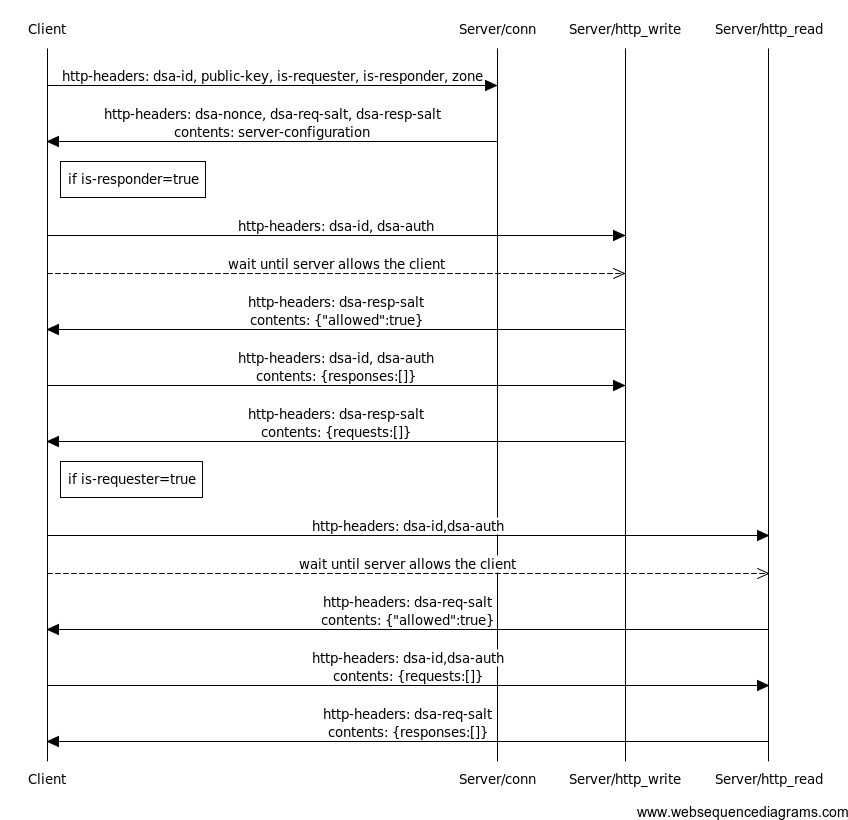 Client
Server/conn
Server/http_write
Server/http_read
http-headers: dsa-id, public-key, is-requester, is-responder, zone
http-headers: dsa-nonce, dsa-req-salt, dsa-resp-salt
contents: server-configuration
if is-responder=true
http-headers: dsa-id, dsa-auth
wait until server allows the client
http-headers: dsa-resp-salt
contents: {"allowed":true}
http-headers: dsa-id, dsa-auth
contents: {responses:[]}
http-headers: dsa-resp-salt
contents: {requests:[]}
if is-requester=true
http-headers: dsa-id,dsa-auth
wait until server allows the client
http-headers: dsa-req-salt
contents: {"allowed":true}
http-headers: dsa-id,dsa-auth
contents: {requests:[]}
http-headers: dsa-req-salt
contents: {responses:[]}
Client
Server/conn
Server/http_write
Server/http_read
www.websequencediagrams.com